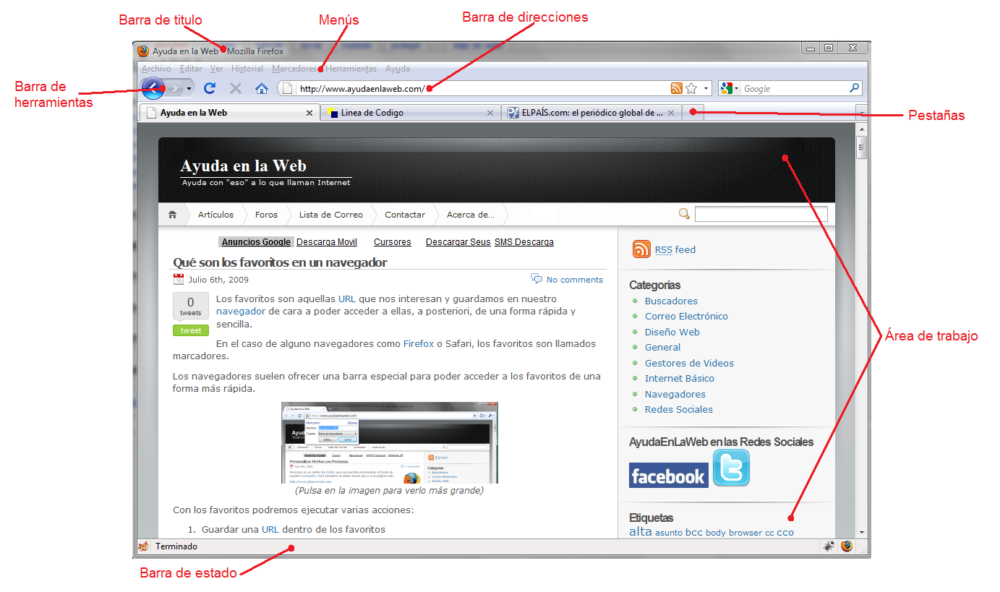 Barra de titulo
Menús
Barra de direcciones
Ayuda en la Web - Mozilla Firefox
Archivo Editar Ver Historial Marcadores Herramientas Ayuda
Barra de
herramientas
http://www.ayudaenlaweb.com/
Google
Ayuda en la Web
Linea de Codigo
ELPAÍS.com: el periódico global de ...
Pestañas
Ayuda en la Web
Ayuda con "eso" a lo que llaman Internet
Artículos Foros Lista de Correo Contactar Acerca de...
Anuncios Google Descarga Movil Cursores Descargar Seus SMS Descarga
Qué son los favoritos en un navegador
Julio 6th, 2009
No comments
0
tweets
tweet
Los favoritos son aquellas URL que nos interesan y guardamos en nuestro
navegador de cara a poder acceder a ellas, a posteriori, de una forma rápida y
sencilla.
En el caso de alguno navegadores como Firefox o Safari, los favoritos son llamados
marcadores.
Los navegadores suelen ofrecer una barra especial para poder acceder a los favoritos de una
forma más rápida.
(Pulsa en la imagen para verlo más grande)
Con los favoritos podremos ejecutar varias acciones:
1. Guardar una URL dentro de los favoritos
RSS feed
Categorias
Buscadores
Correo Electrónico
Diseño Web
General
Gestores de Videos
Internet Básico
Navegadores
Redes Sociales
Área de trabajo
AyudaEnLaWeb en las Redes Sociales
facebook
Etiquetas
alta asunto bcc body browser cc cco
Terminado
Barra de estado